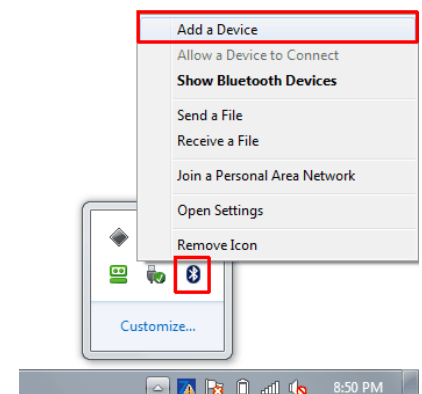 Add a Device
Allow a Device to Connect
Show Bluetooth Devices
Send a File
Receive a File
Join a Personal Area Network
Open Settings
Remove Icon
Customize...
8:50 PM